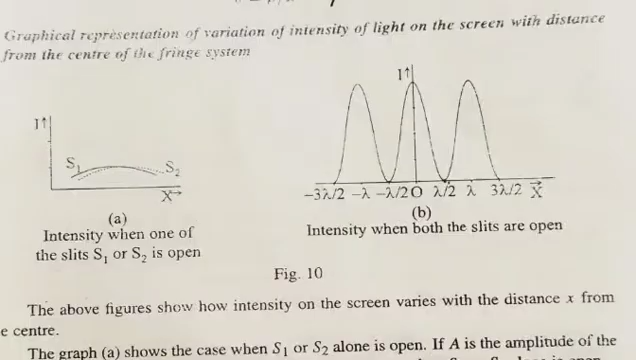 Graphical representation of variation of intensity of light on the screen with distance
from the centre of the fringe system
I↑
I↑
S₁
S₂
X→
−3λ/2 −λ −λ/2 O λ/2 λ 3λ/2 X→
(a)
Intensity when one of
the slits S₁ or S₂ is open
(b)
Intensity when both the slits are open
Fig. 10
The above figures show how intensity on the screen varies with the distance x from
e centre.
The graph (a) shows the case when S₁ or S₂ alone is open. If A is the amplitude of the